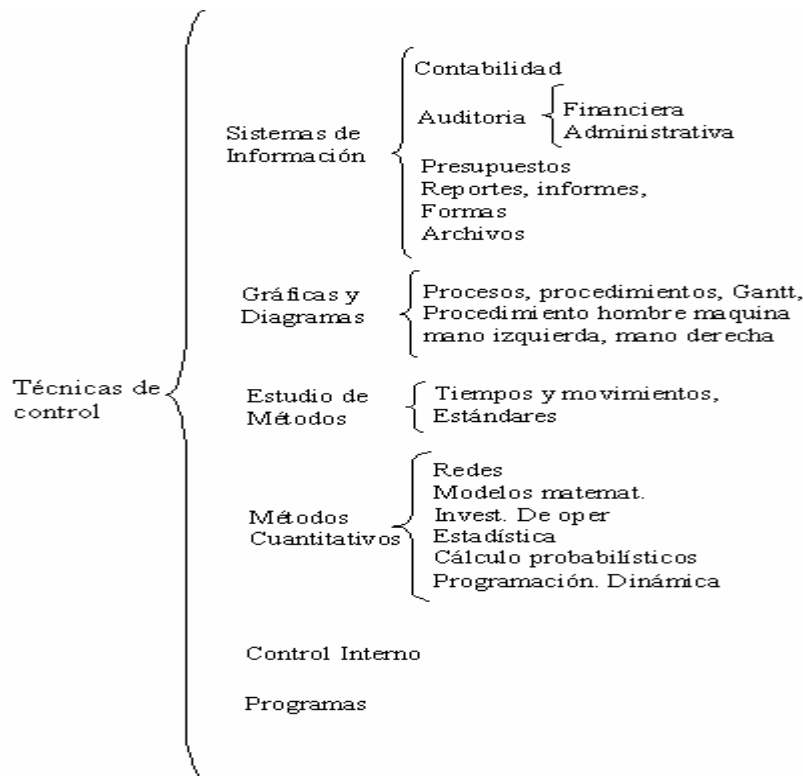 Técnicas de
control
Sistemas de
Información
Contabilidad
Auditoria
Financiera
Administrativa
Presupuestos
Reportes, informes,
Formas
Archivos
Gráficas y
Diagramas
Procesos, procedimientos, Gantt,
Procedimiento hombre maquina
mano izquierda, mano derecha
Estudio de
Métodos
Tiempos y movimientos,
Estándares
Métodos
Cuantitativos
Redes
Modelos matemat.
Invest. De oper
Estadística
Cálculo probabilísticos
Programación. Dinámica
Control Interno
Programas